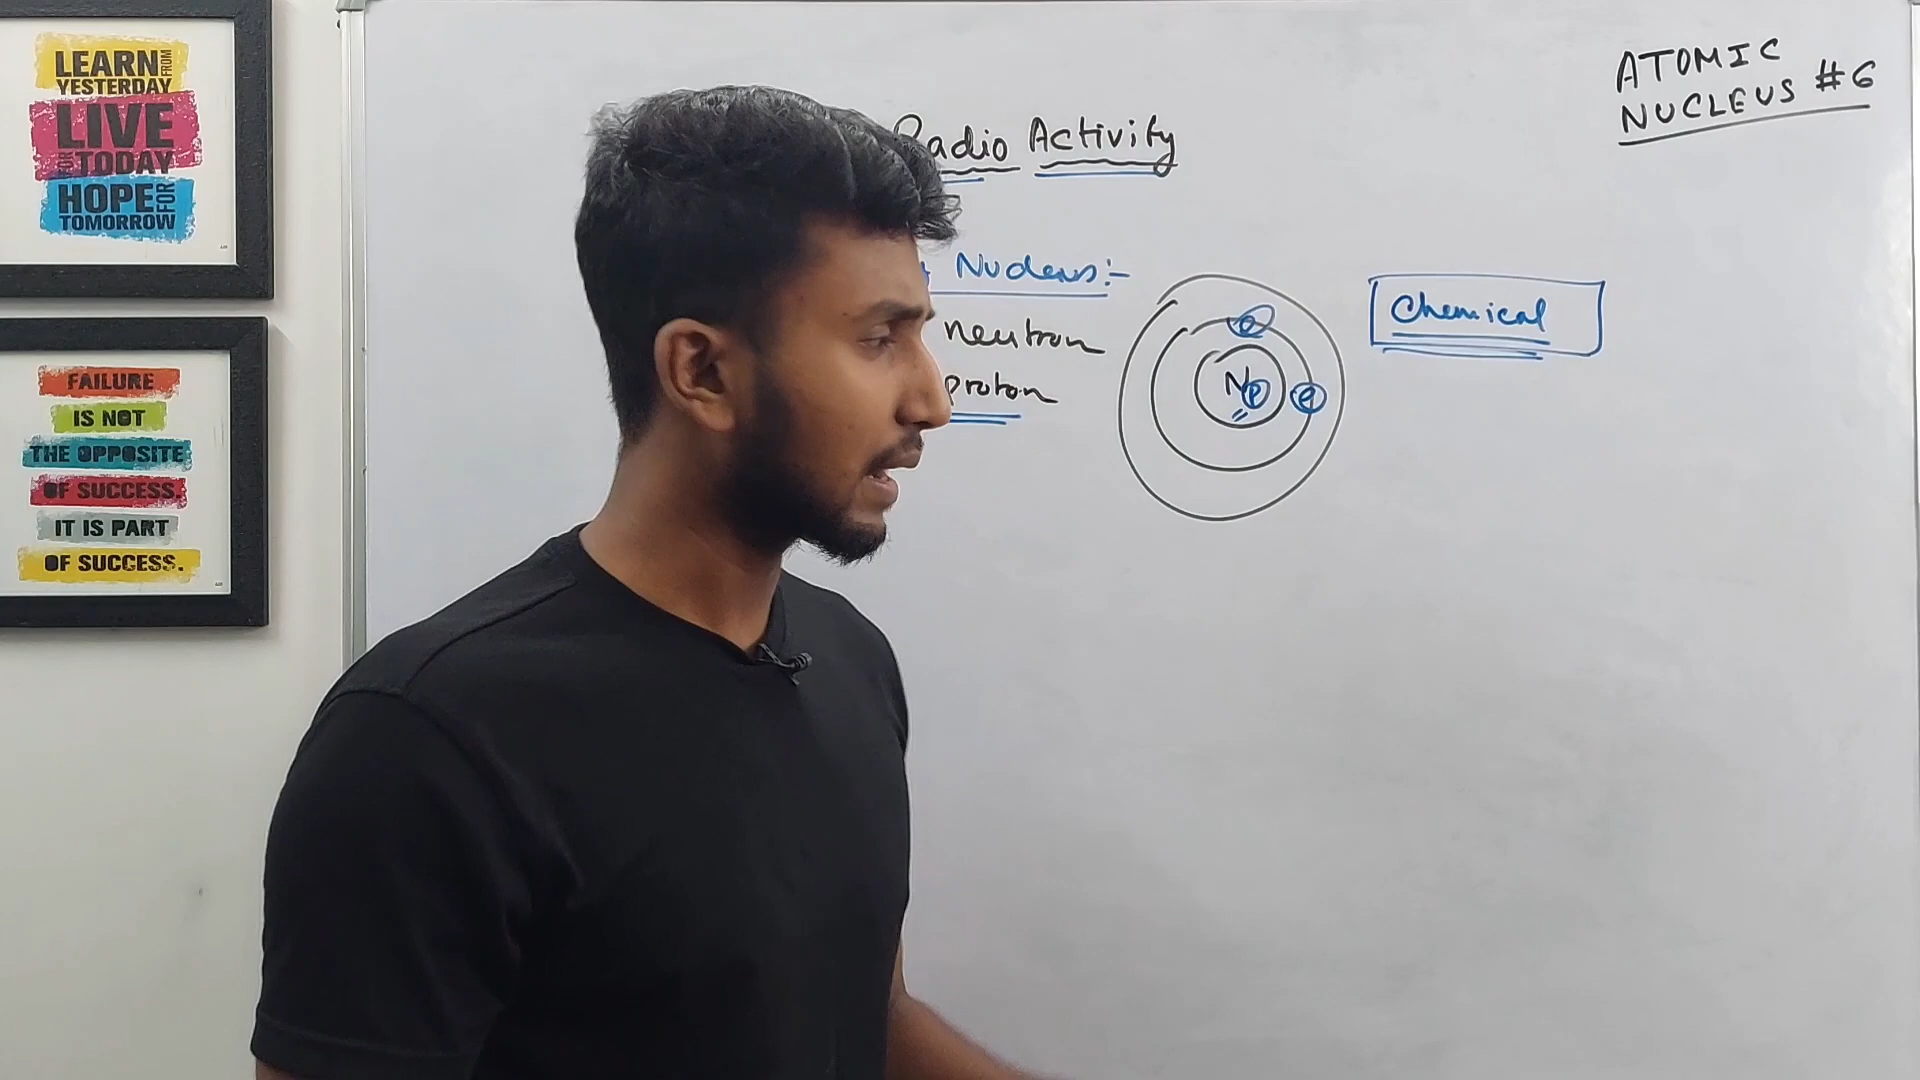 LEARN FROM
YESTERDAY
LIVE
FOR TODAY
HOPE FOR
TOMORROW
FAILURE
IS NOT
THE OPPOSITE
OF SUCCESS.
IT IS PART
OF SUCCESS.
ATOMIC
NUCLEUS #6
Radio Activity
Nucleus:-
neutron
proton
N
P
e
e
Chemical